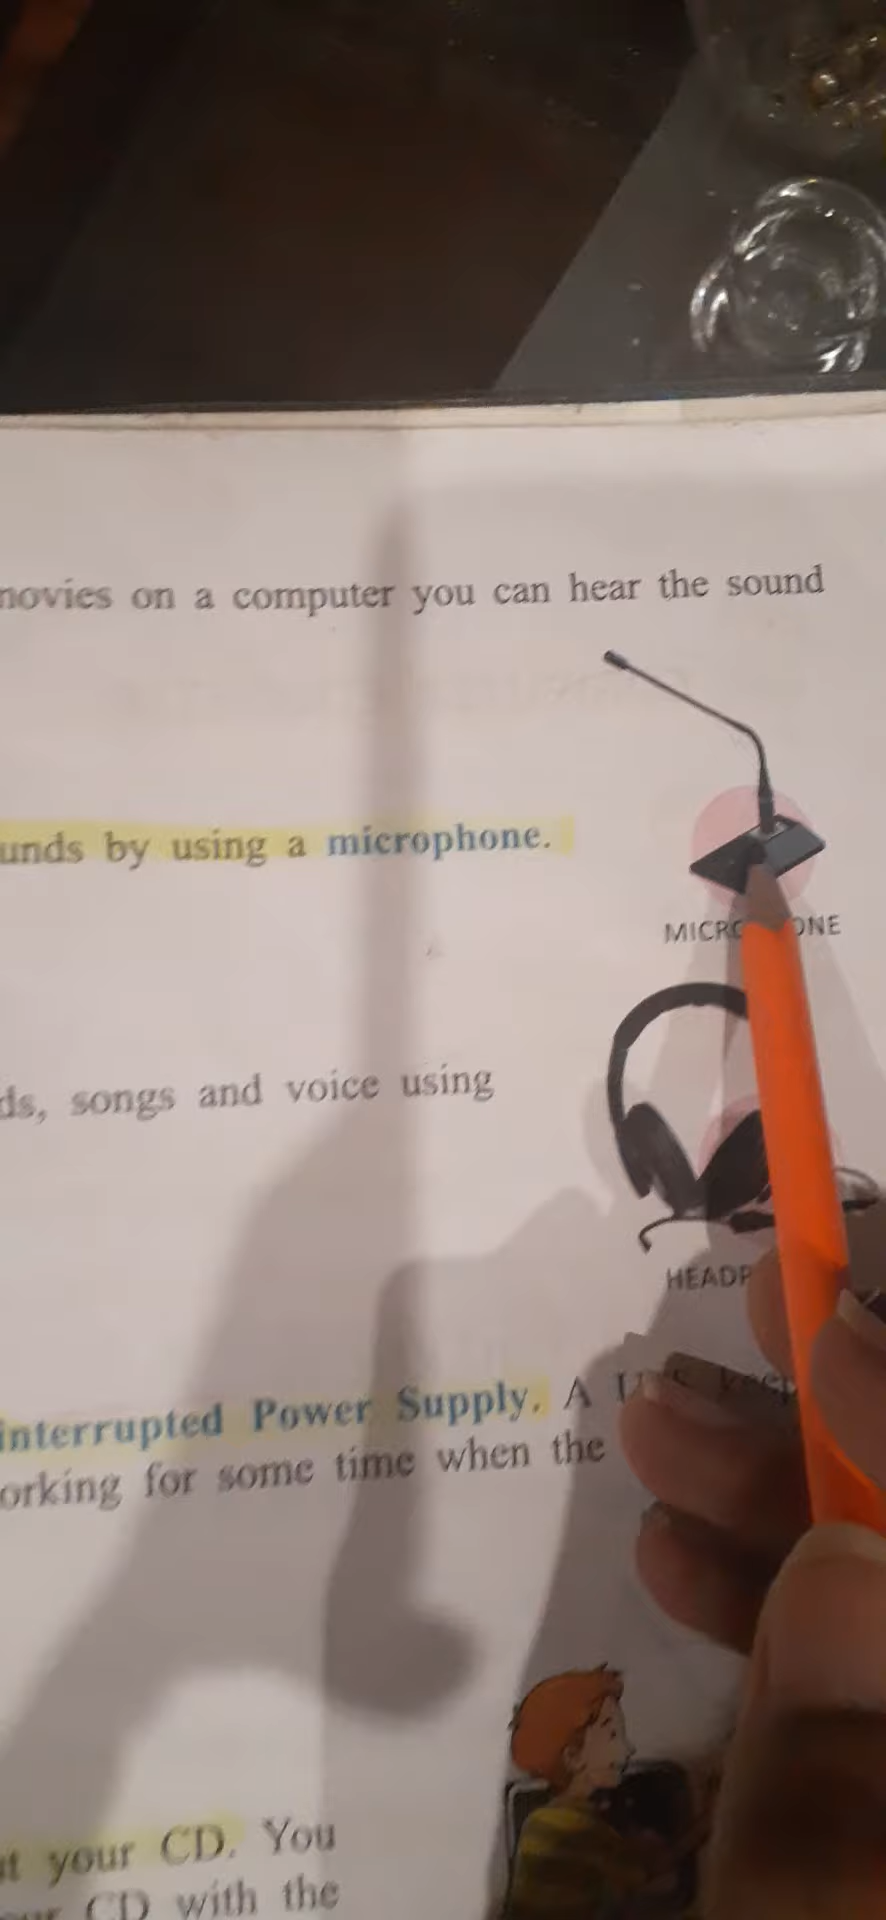 movies on a computer you can hear the sound
unds by using a microphone.
ds, songs and voice using
HEADP
interrupted Power Supply. A
orking for some time when the
your CD. You
CD with the